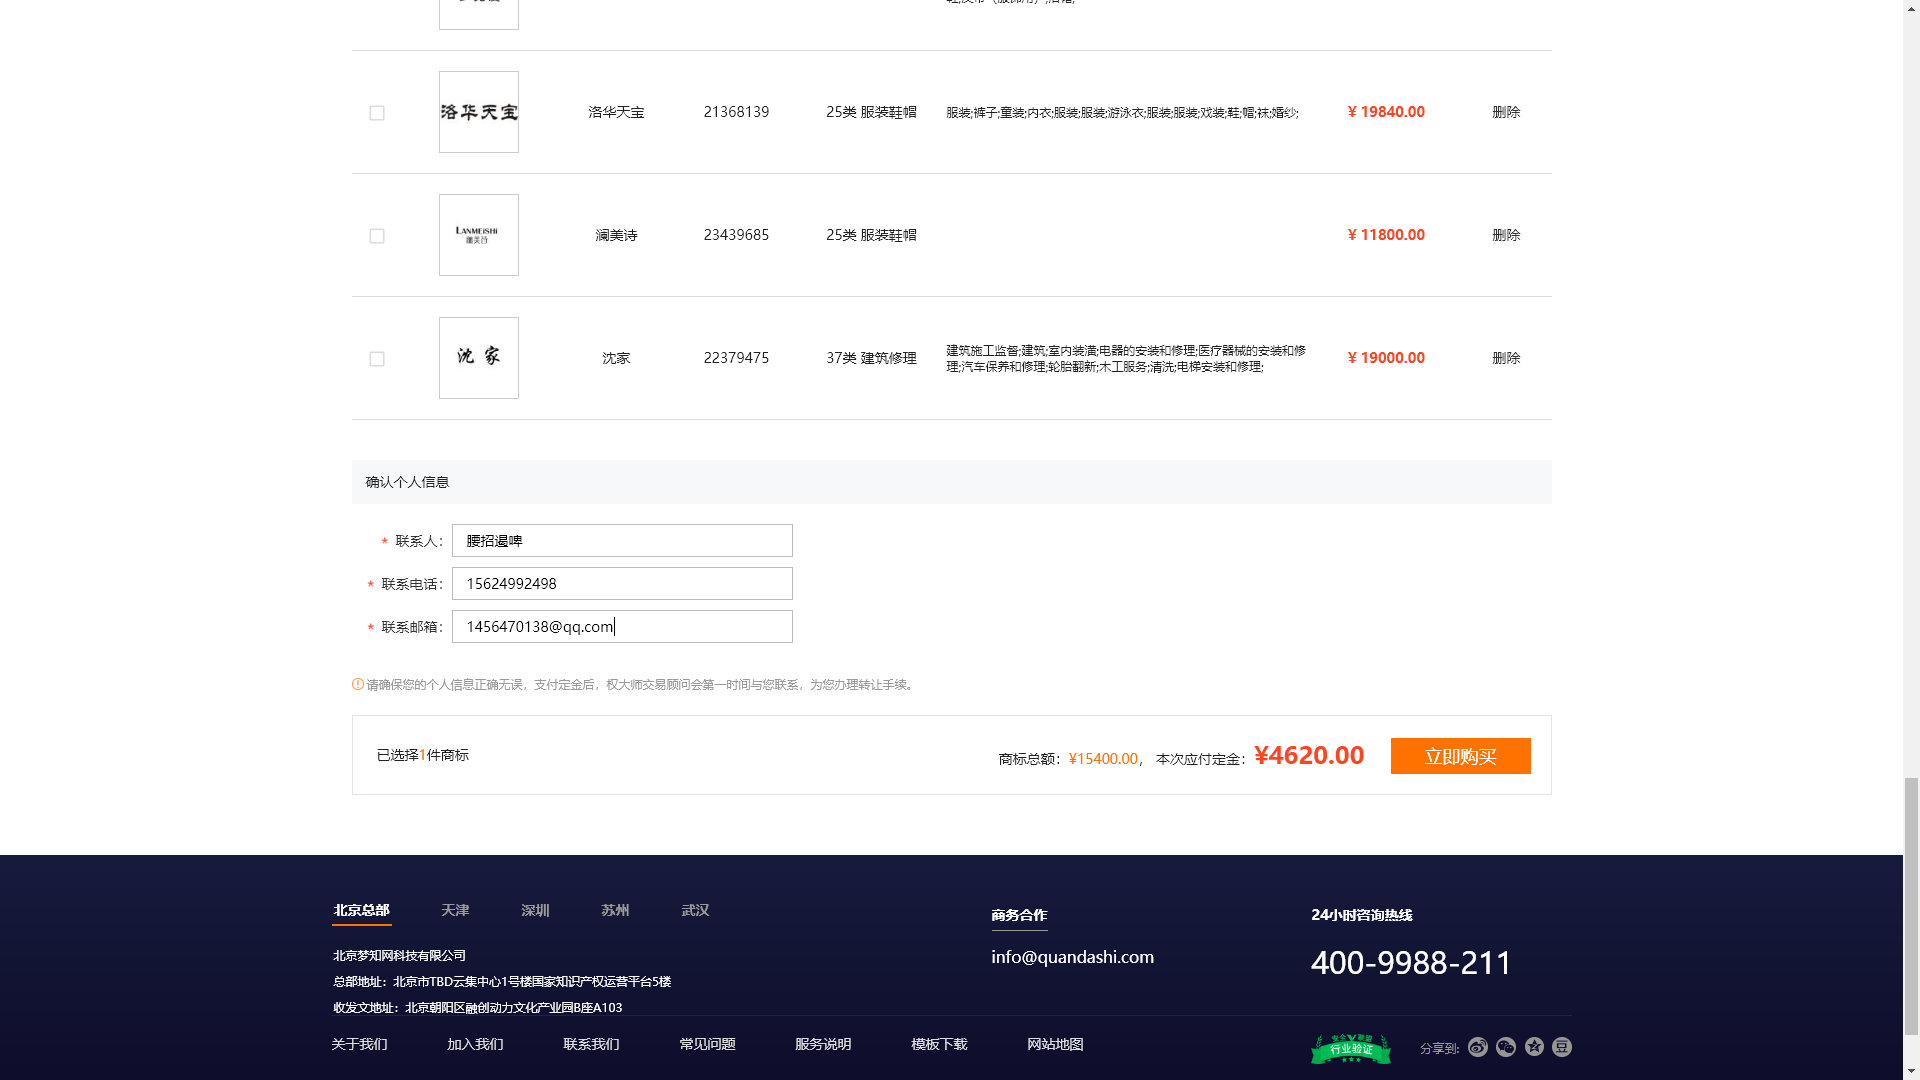 洛华天宝
洛华天宝
21368139
25类 服装鞋帽
服装;裤子;童装;内衣;服装;服装;游泳衣;服装;服装;戏装;鞋;帽;袜;婚纱;
¥ 19840.00
删除
LANMEISHI
澜美诗
澜美诗
23439685
25类 服装鞋帽
¥ 11800.00
删除
沈 家
沈家
22379475
37类 建筑修理
建筑施工监督;建筑;室内装潢;电器的安装和修理;医疗器械的安装和修
理;汽车保养和修理;轮胎翻新;木工服务;清洗;电梯安装和修理;
¥ 19000.00
删除
确认个人信息
* 联系人: 腰招逿啤
* 联系电话: 15624992498
* 联系邮箱: 1456470138@qq.com
请确保您的个人信息正确无误，支付定金后，权大师交易顾问会第一时间与您联系，为您办理转让手续。
已选择1件商标
商标总额：¥15400.00， 本次应付定金：¥4620.00
立即购买
北京总部 天津 深圳 苏州 武汉
北京梦知网科技有限公司
总部地址：北京市TBD云集中心1号楼国家知识产权运营平台5楼
收发文地址：北京朝阳区融创动力文化产业园B座A103
商务合作
info@quandashi.com
24小时咨询热线
400-9988-211
关于我们 加入我们 联系我们 常见问题 服务说明 模板下载 网站地图
安全联盟
行业验证
分享到: